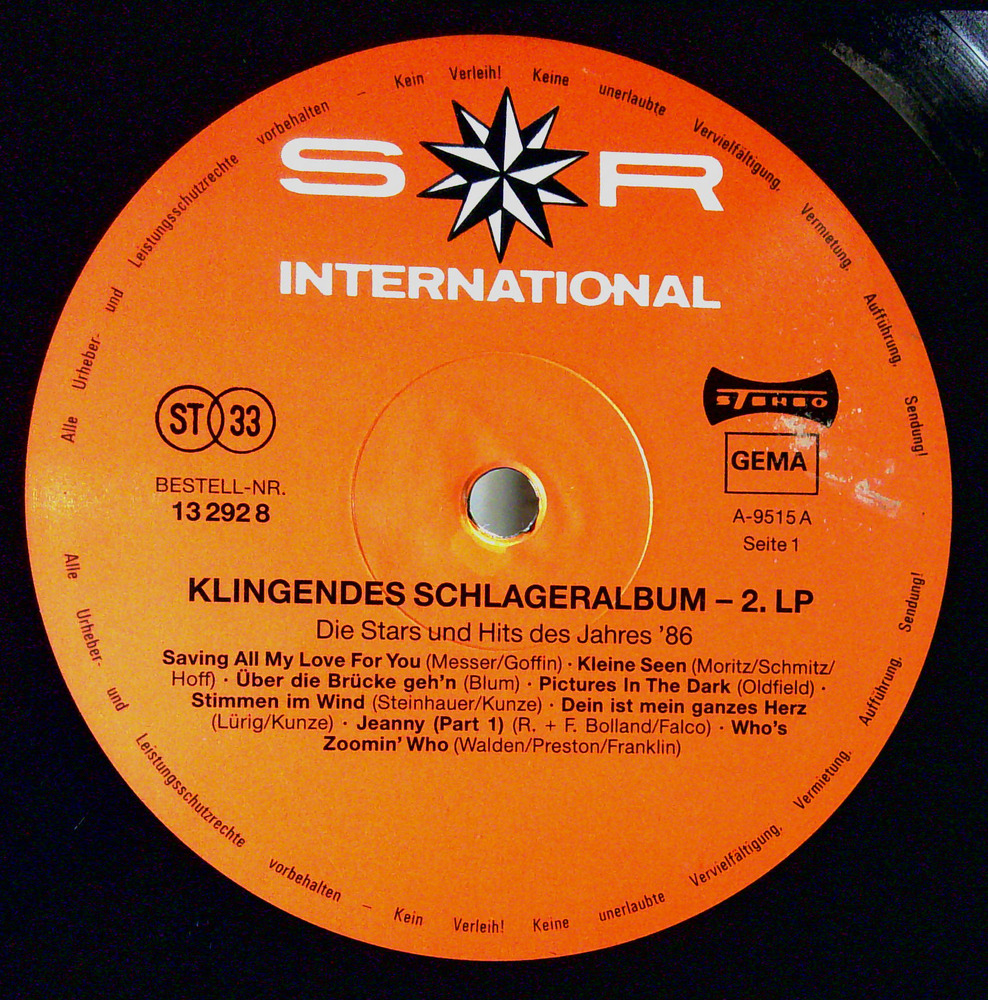 Alle Urheber- und Leistungsschutzrechte vorbehalten – Kein Verleih! Keine unerlaubte Vervielfältigung, Vermietung, Aufführung, Sendung!
S R
INTERNATIONAL
ST 33
STEREO
BESTELL-NR.
13 292 8
GEMA
A-9515 A
Seite 1
KLINGENDES SCHLAGERALBUM – 2. LP
Die Stars und Hits des Jahres '86
Saving All My Love For You (Messer/Goffin) · Kleine Seen (Moritz/Schmitz/
Hoff) · Über die Brücke geh'n (Blum) · Pictures In The Dark (Oldfield) ·
Stimmen im Wind (Steinhauer/Kunze) · Dein ist mein ganzes Herz
(Lürig/Kunze) · Jeanny (Part 1) (R. + F. Bolland/Falco) · Who's
Zoomin' Who (Walden/Preston/Franklin)
Alle Urheber- und Leistungsschutzrechte vorbehalten – Kein Verleih! Keine unerlaubte Vervielfältigung, Vermietung, Aufführung, Sendung!